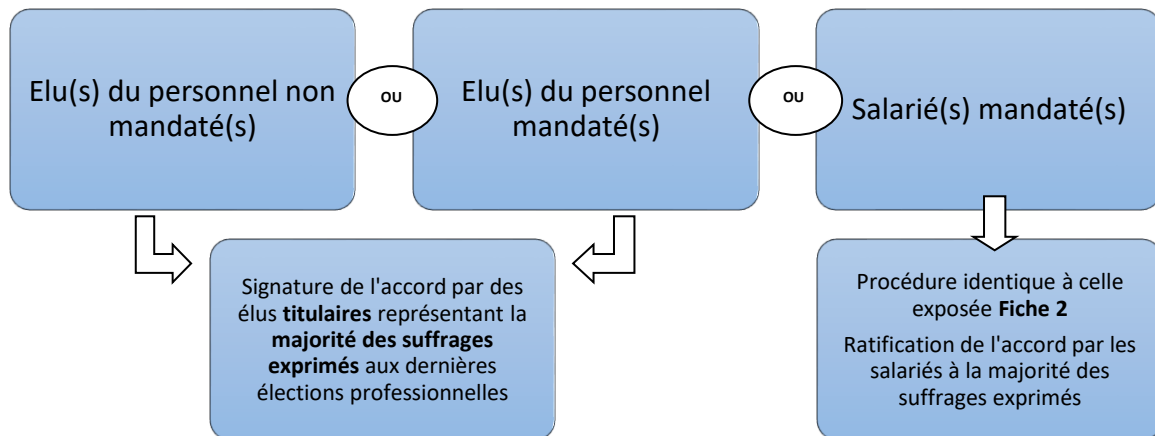 Elu(s) du personnel non
mandaté(s)
OU
Elu(s) du personnel
mandaté(s)
OU
Salarié(s) mandaté(s)
Signature de l'accord par des
élus titulaires représentant la
majorité des suffrages
exprimés aux dernières
élections professionnelles
Procédure identique à celle
exposée Fiche 2
Ratification de l'accord par les
salariés à la majorité des
suffrages exprimés